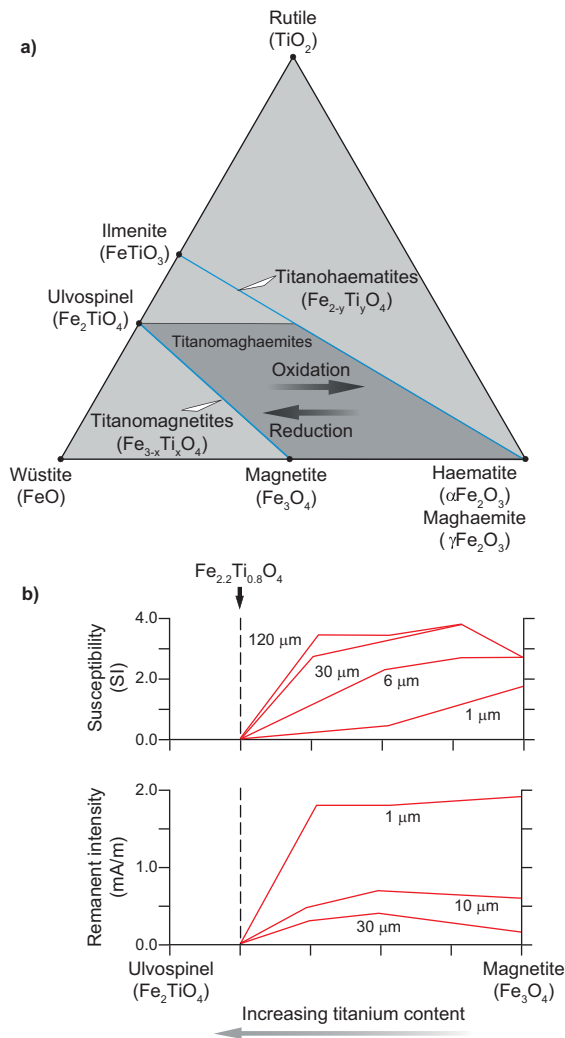 a)
Rutile
(TiO₂)
Ilmenite
(FeTiO₃)
Titanohaematites
(Fe₂₋ᵧTiᵧO₄)
Ulvospinel
(Fe₂TiO₄)
Titanomaghaemites
Oxidation
Reduction
Titanomagnetites
(Fe₃₋ₓTiₓO₄)
Wüstite
(FeO)
Magnetite
(Fe₃O₄)
Haematite
(αFe₂O₃)
Maghaemite
( γFe₂O₃)
Fe₂.₂Ti₀.₈O₄
b)
Susceptibility
(SI)
4.0
2.0
0.0
120 μm
30 μm
6 μm
1 μm
Remanent intensity
(mA/m)
2.0
1.0
0.0
1 μm
10 μm
30 μm
Ulvospinel
(Fe₂TiO₄)
Magnetite
(Fe₃O₄)
Increasing titanium content